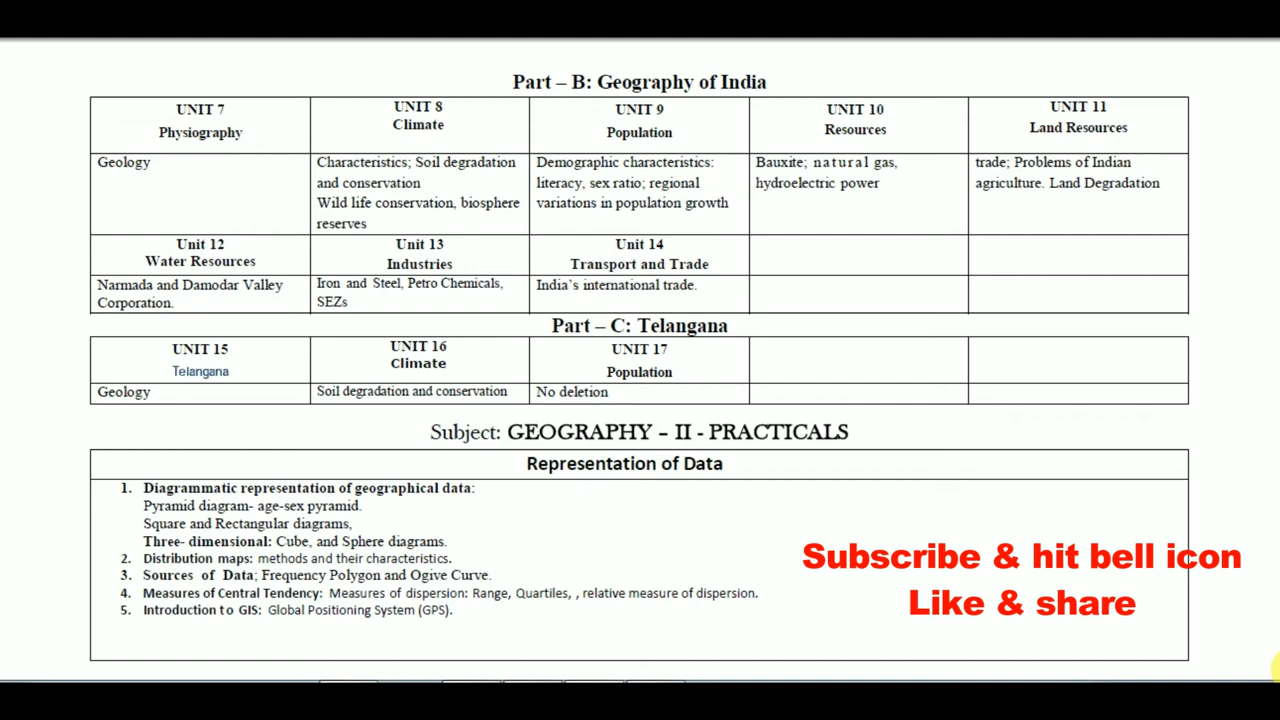 Part – B: Geography of India
UNIT 7
Physiography
UNIT 8
Climate
UNIT 9
Population
UNIT 10
Resources
UNIT 11
Land Resources
Geology
Characteristics; Soil degradation
and conservation
Wild life conservation, biosphere
reserves
Demographic characteristics:
literacy, sex ratio; regional
variations in population growth
Bauxite; natural gas,
hydroelectric power
trade; Problems of Indian
agriculture. Land Degradation
Unit 12
Water Resources
Unit 13
Industries
Unit 14
Transport and Trade
Narmada and Damodar Valley
Corporation.
Iron and Steel, Petro Chemicals,
SEZs
India's international trade.
Part – C: Telangana
UNIT 15
Telangana
UNIT 16
Climate
UNIT 17
Population
Geology
Soil degradation and conservation
No deletion
Subject: GEOGRAPHY – II - PRACTICALS
Representation of Data
1. Diagrammatic representation of geographical data:
Pyramid diagram- age-sex pyramid.
Square and Rectangular diagrams,
Three- dimensional: Cube, and Sphere diagrams.
2. Distribution maps: methods and their characteristics.
3. Sources of Data; Frequency Polygon and Ogive Curve.
4. Measures of Central Tendency: Measures of dispersion: Range, Quartiles, , relative measure of dispersion.
5. Introduction to GIS: Global Positioning System (GPS).
Subscribe & hit bell icon
Like & share